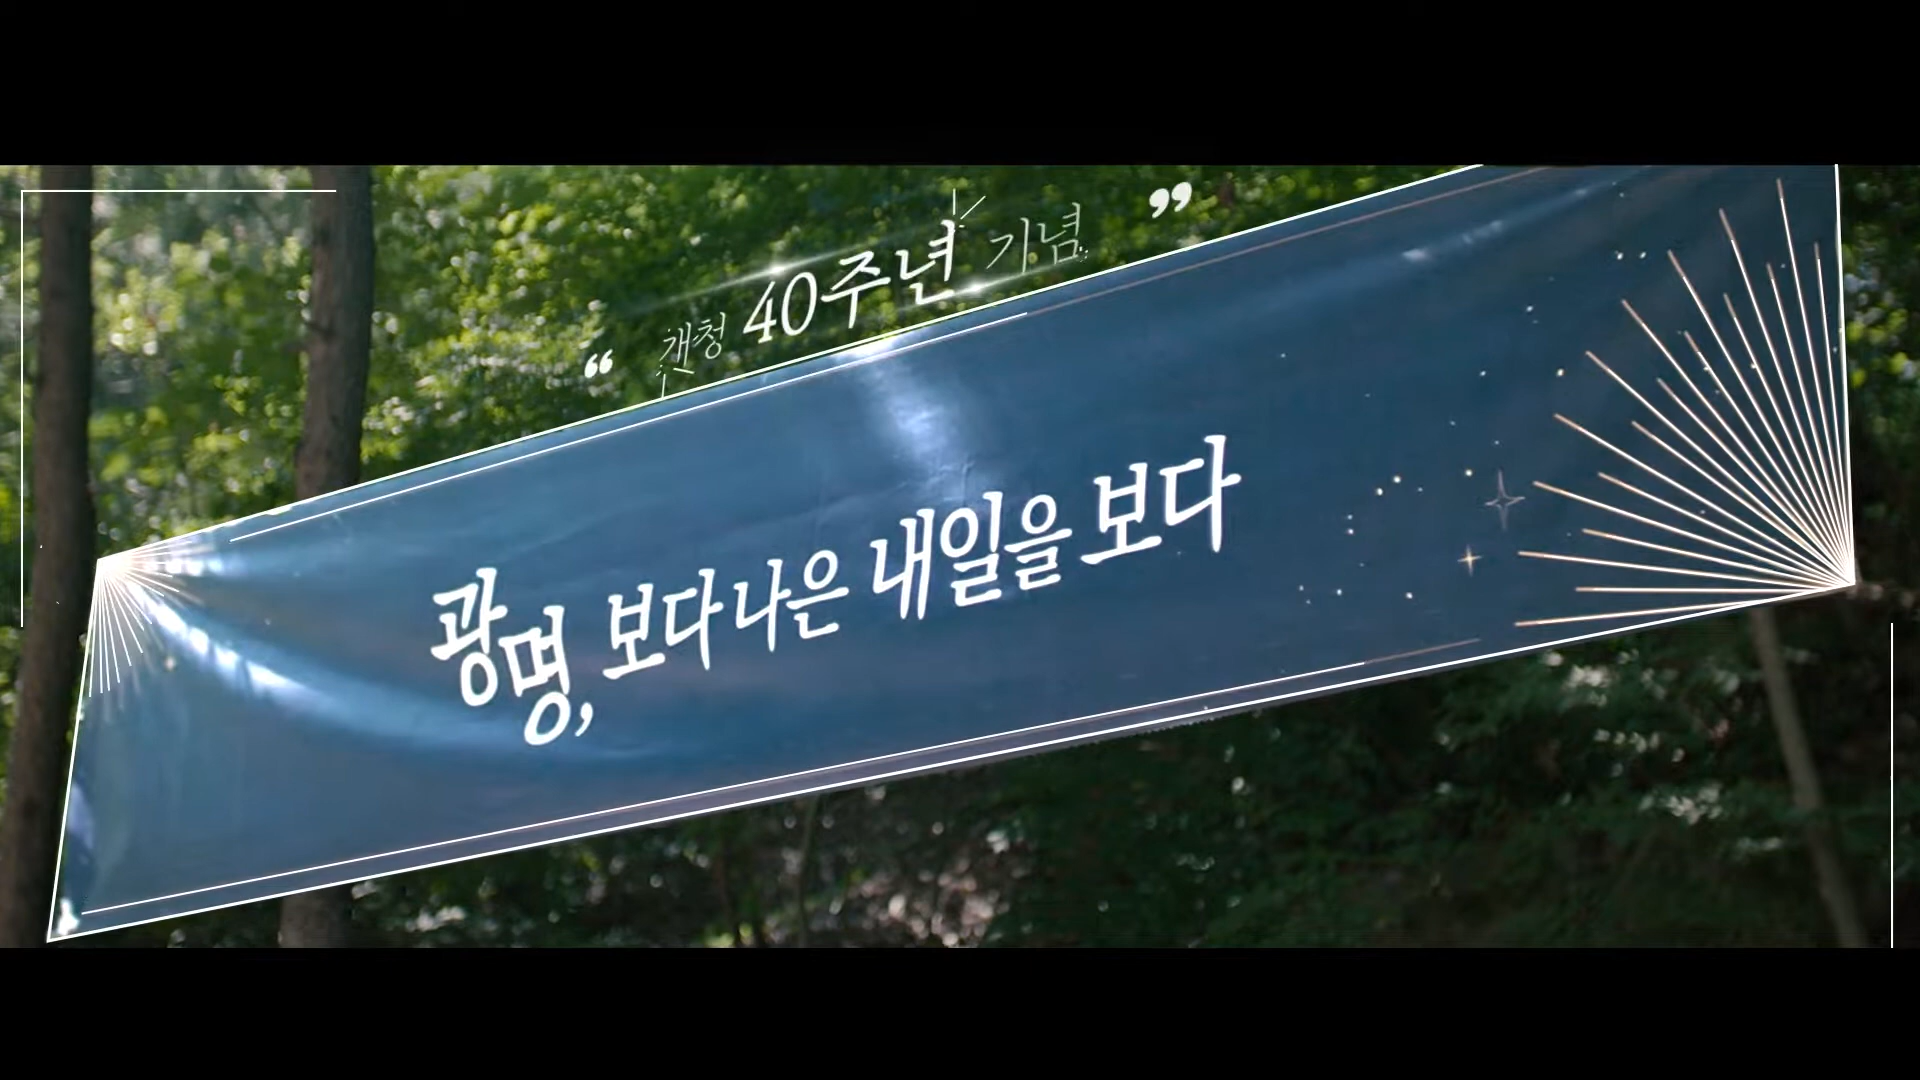 “ 개청 40주년 기념 ”
광명, 보다 나은 내일을 보다